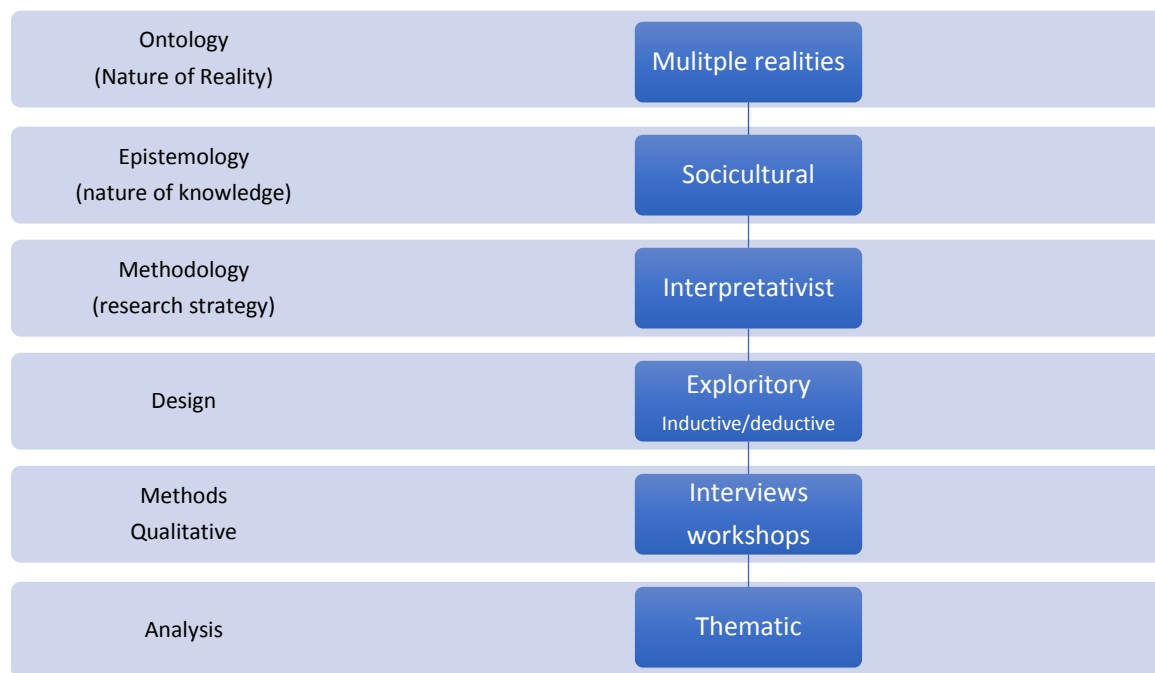 Ontology
(Nature of Reality)
Mulitple realities
Epistemology
(nature of knowledge)
Socicultural
Methodology
(research strategy)
Interpretativist
Design
Exploritory
Inductive/deductive
Methods
Qualitative
Interviews
workshops
Analysis
Thematic